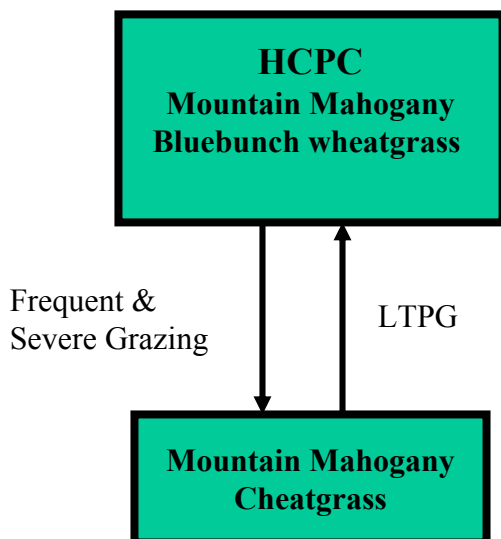 HCPC
Mountain Mahogany
Bluebunch wheatgrass
Frequent &
Severe Grazing
LTPG
Mountain Mahogany
Cheatgrass